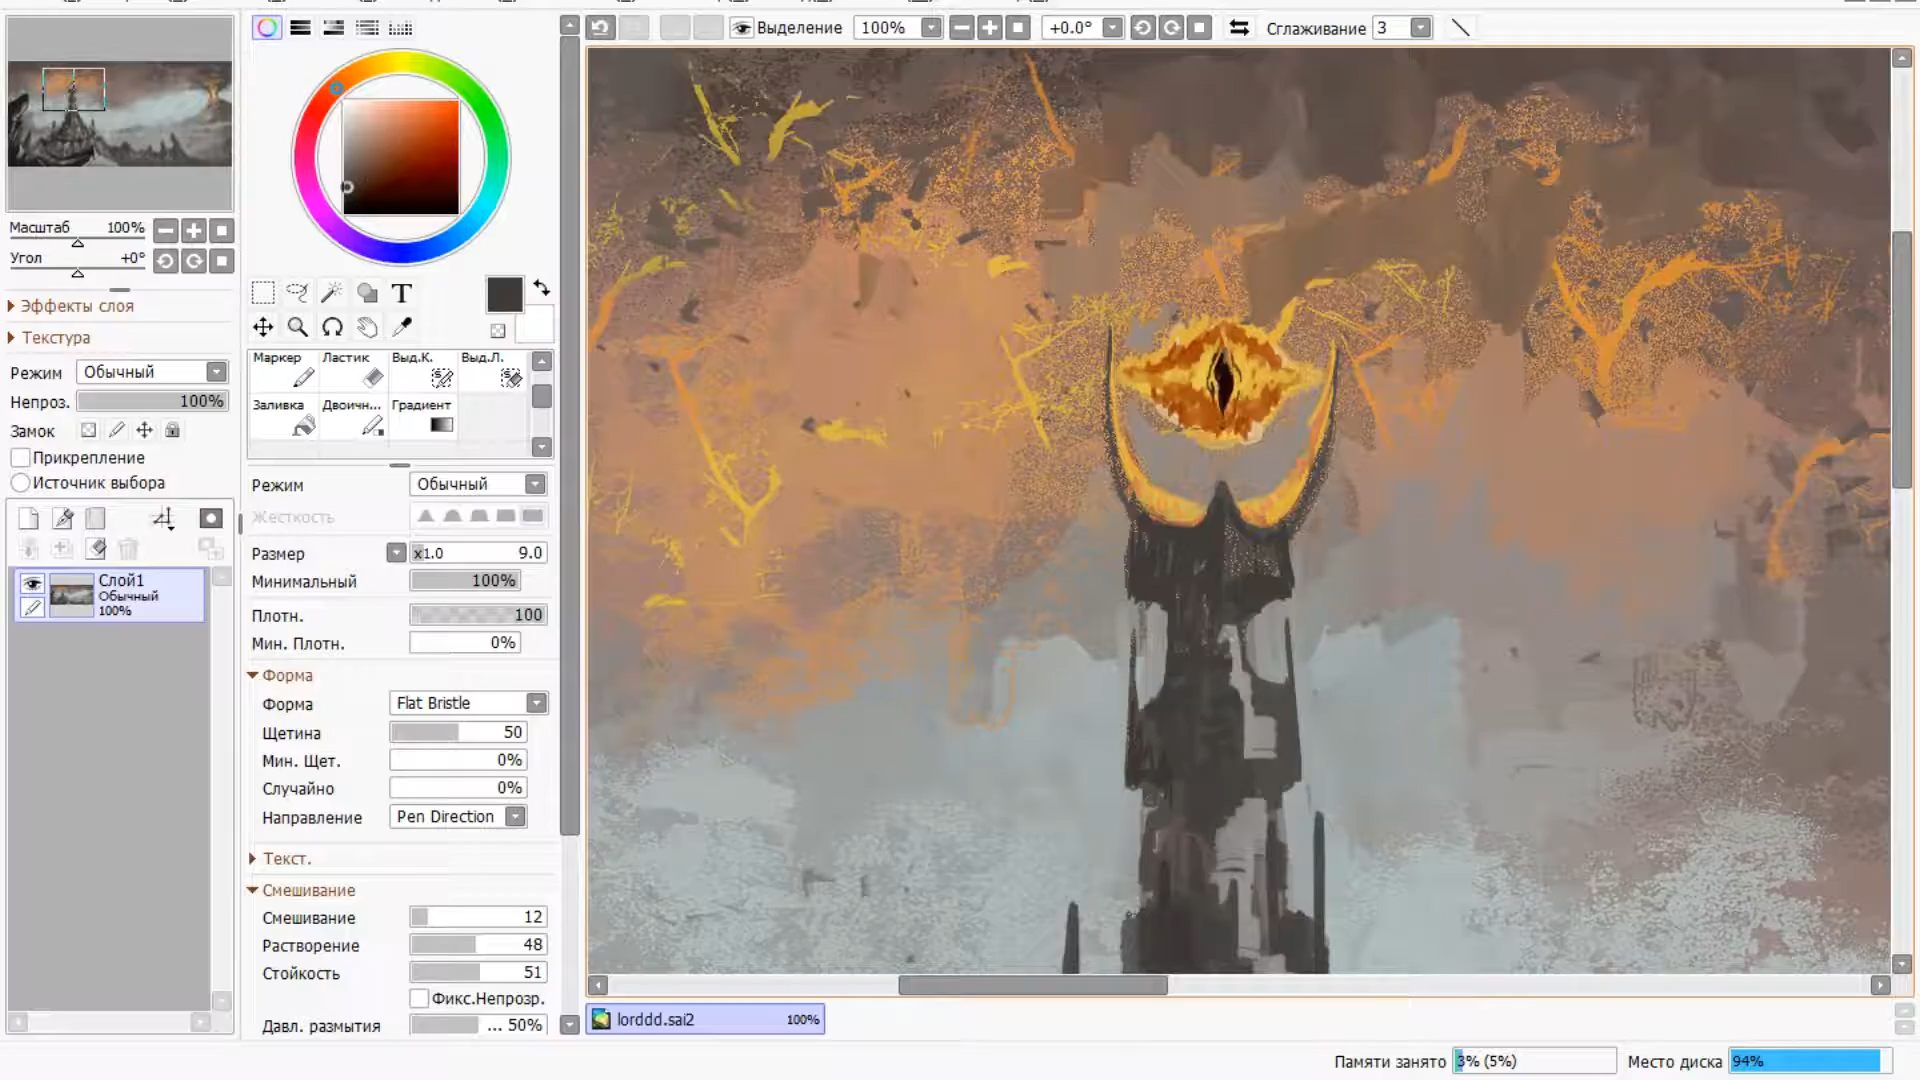 Выделение 100% +0.0° Сглаживание 3
Масштаб 100%
Угол +0°
Эффекты слоя
Текстура
Режим Обычный
Непроз. 100%
Замок
Прикрепление
Источник выбора
Слой1
Обычный
100%
T
Маркер Ластик Выд.К. Выд.Л.
Заливка Двоичн... Градиент
Режим Обычный
Жесткость
Размер x1.0 9.0
Минимальный 100%
Плотн. 100
Мин. Плотн. 0%
Форма
Форма Flat Bristle
Щетина 50
Мин. Щет. 0%
Случайно 0%
Направление Pen Direction
Текст.
Смешивание
Смешивание 12
Растворение 48
Стойкость 51
Фикс.Непрозр.
Давл. размытия ... 50%
lorddd.sai2 100%
Памяти занято 3% (5%) Место диска 94%